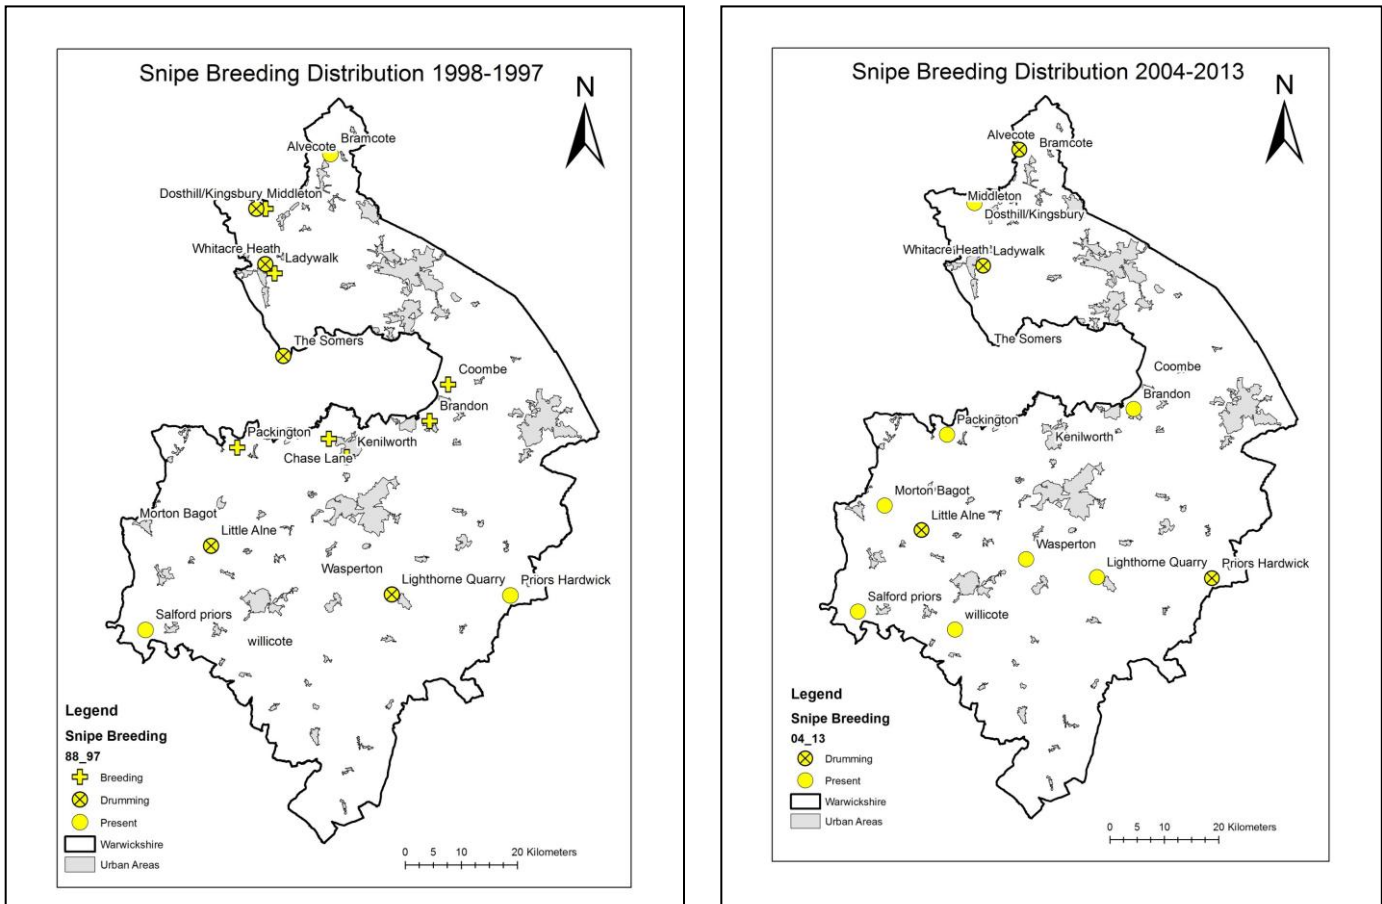 Snipe Breeding Distribution 1998-1997
N
Bramcote
Alvecote
Dosthill/Kingsbury Middleton
Whitacre Heath
Ladywalk
The Somers
Coombe
Brandon
Packington
Kenilworth
Chase Lane
Morton Bagot
Little Alne
Wasperton
Lighthorne Quarry
Priors Hardwick
Salford priors
willicote
Legend
Snipe Breeding
88_97
Breeding
Drumming
Present
Warwickshire
Urban Areas
0 5 10 20 Kilometers
Snipe Breeding Distribution 2004-2013
N
Alvecote
Bramcote
Middleton
Dosthill/Kingsbury
Whitacre Heath Ladywalk
The Somers
Coombe
Brandon
Packington
Kenilworth
Morton Bagot
Little Alne
Wasperton
Lighthorne Quarry
Priors Hardwick
Salford priors
willicote
Legend
Snipe Breeding
04_13
Drumming
Present
Warwickshire
Urban Areas
0 5 10 20 Kilometers